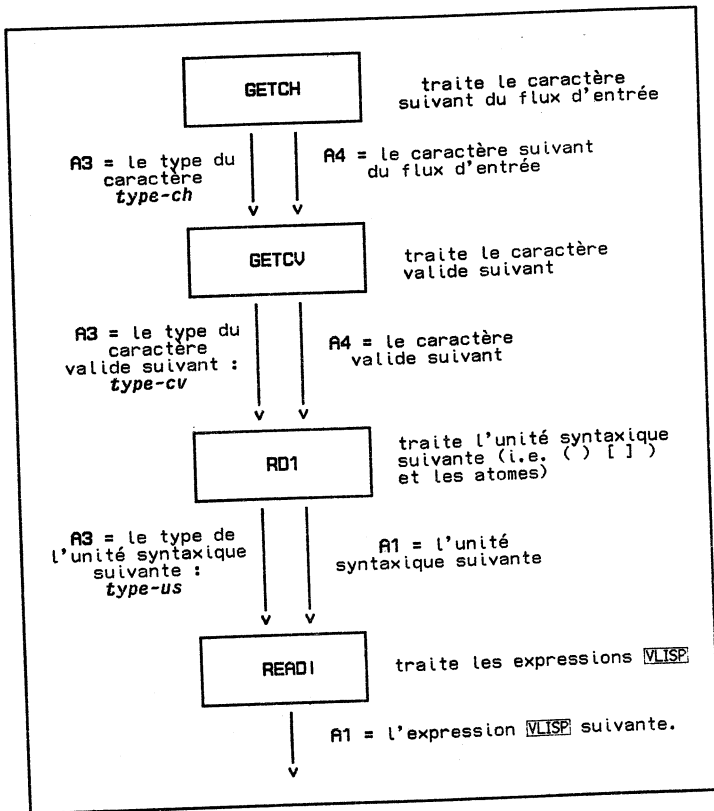 GETCH
traite le caractère
suivant du flux d'entrée
A3 = le type du
caractère
type-ch
A4 = le caractère suivant
du flux d'entrée
GETCV
traite le caractère
valide suivant
A3 = le type du
caractère
valide suivant :
type-cv
A4 = le caractère
valide suivant
RD1
traite l'unité syntaxique
suivante (i.e. ( ) [ ] )
et les atomes)
A3 = le type de
l'unité syntaxique
suivante :
type-us
A1 = l'unité
syntaxique suivante
READI
traite les expressions VLISP
A1 = l'expression VLISP suivante.